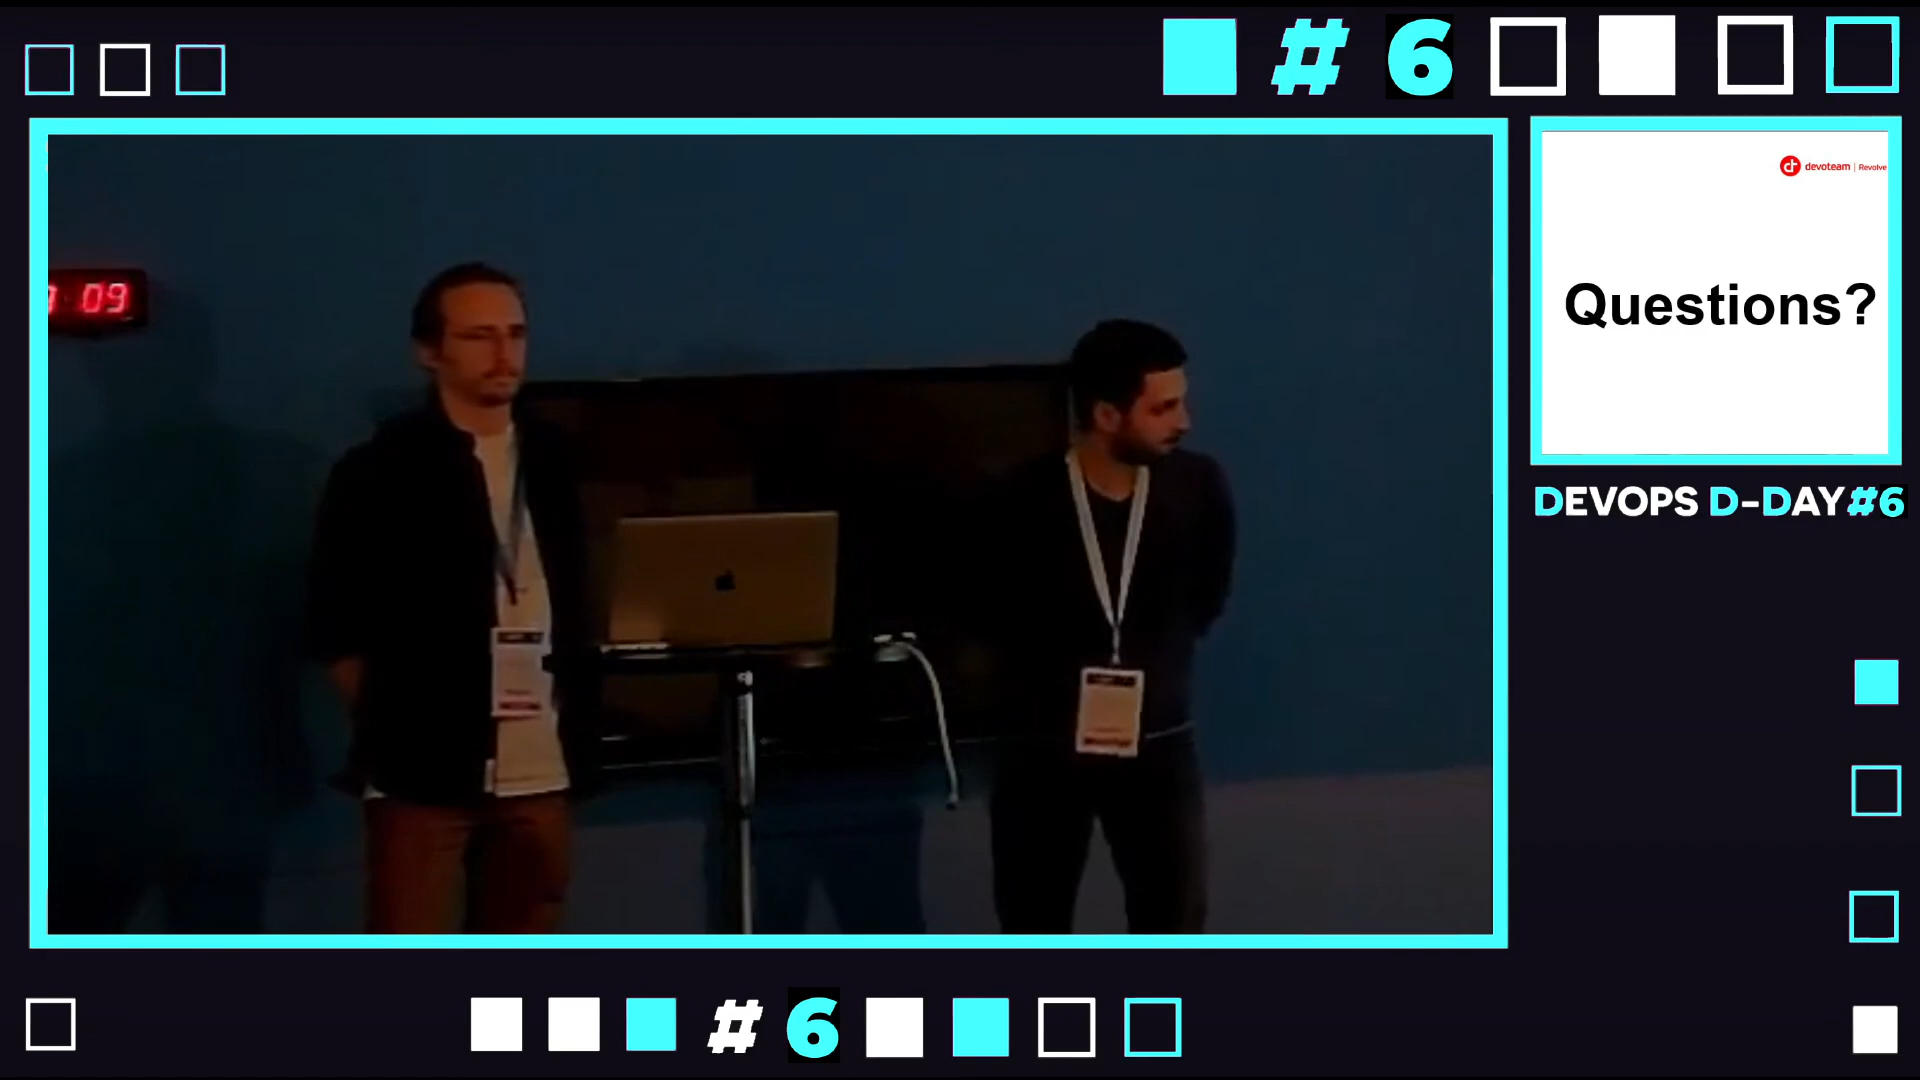 # 6
devoteam | Revolve
09
Questions?
DEVOPS D-DAY #6
# 6